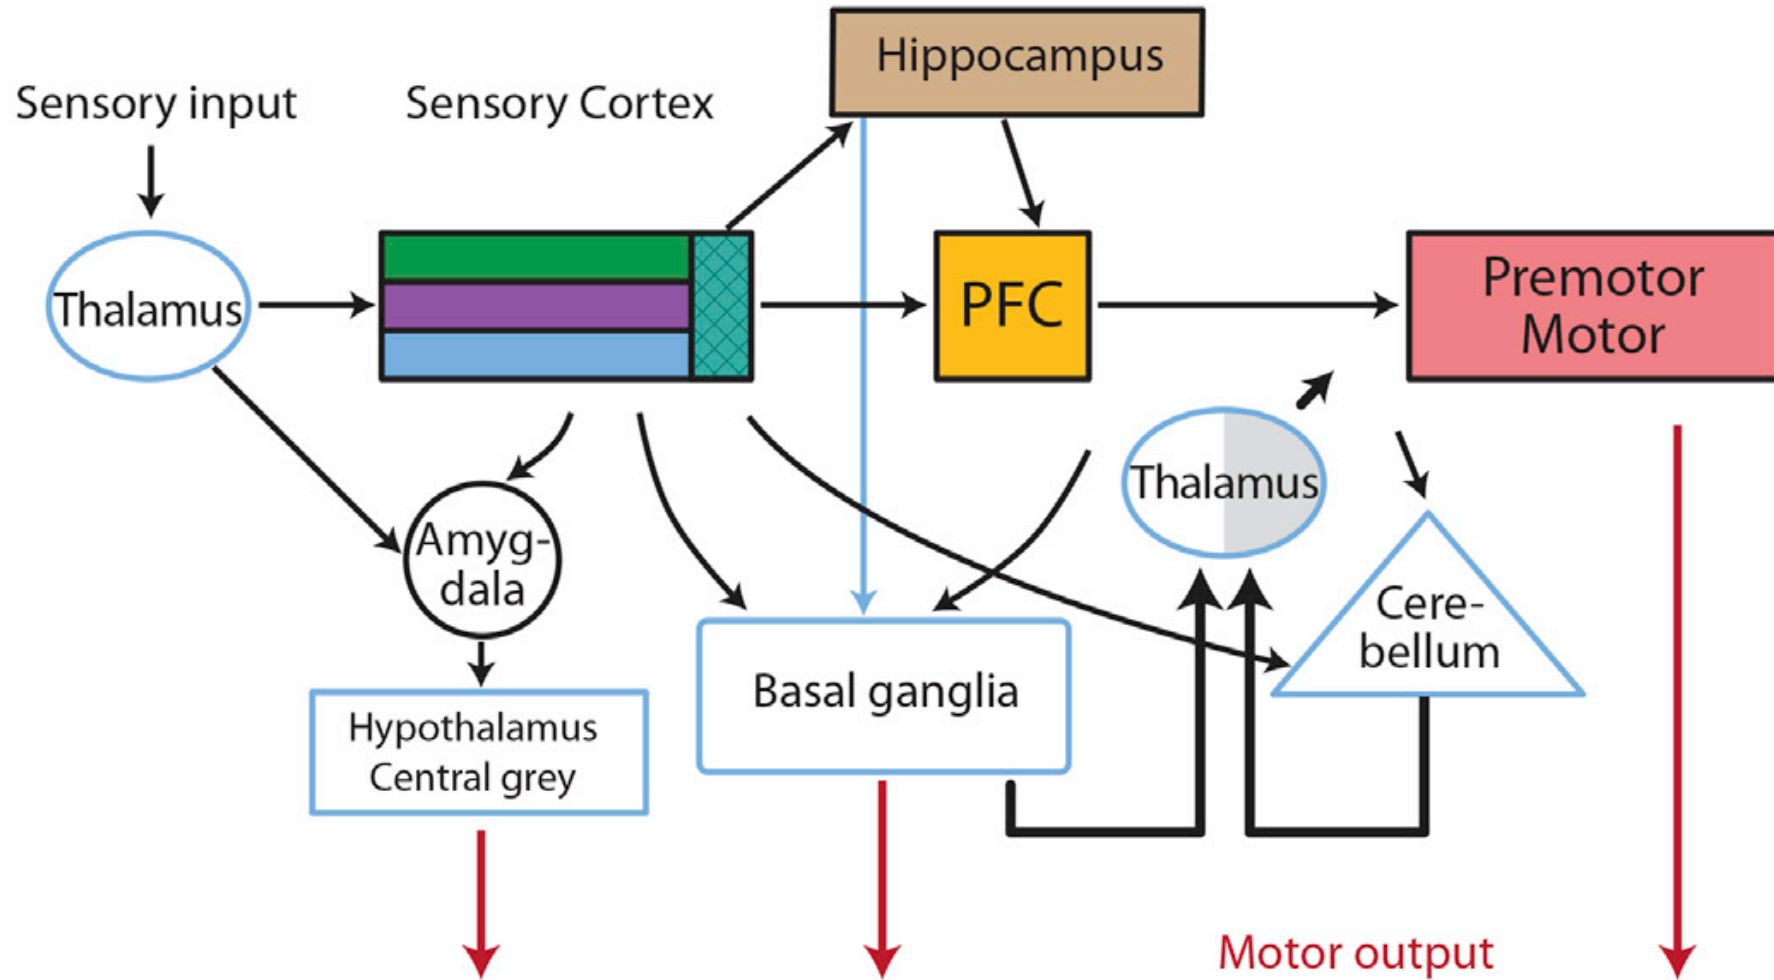 Hippocampus
Sensory input
Sensory Cortex
Thalamus
PFC
Premotor
Motor
Thalamus
Amyg-
dala
Cere-
bellum
Basal ganglia
Hypothalamus
Central grey
Motor output